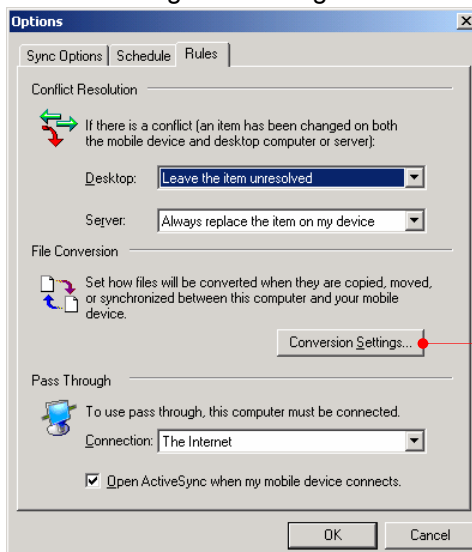 Options
Sync Options Schedule Rules
Conflict Resolution
If there is a conflict (an item has been changed on both
the mobile device and desktop computer or server):
Desktop: Leave the item unresolved
Server: Always replace the item on my device
File Conversion
Set how files will be converted when they are copied, moved,
or synchronized between this computer and your mobile
device.
Conversion Settings...
Pass Through
To use pass through, this computer must be connected.
Connection: The Internet
Open ActiveSync when my mobile device connects.
OK Cancel